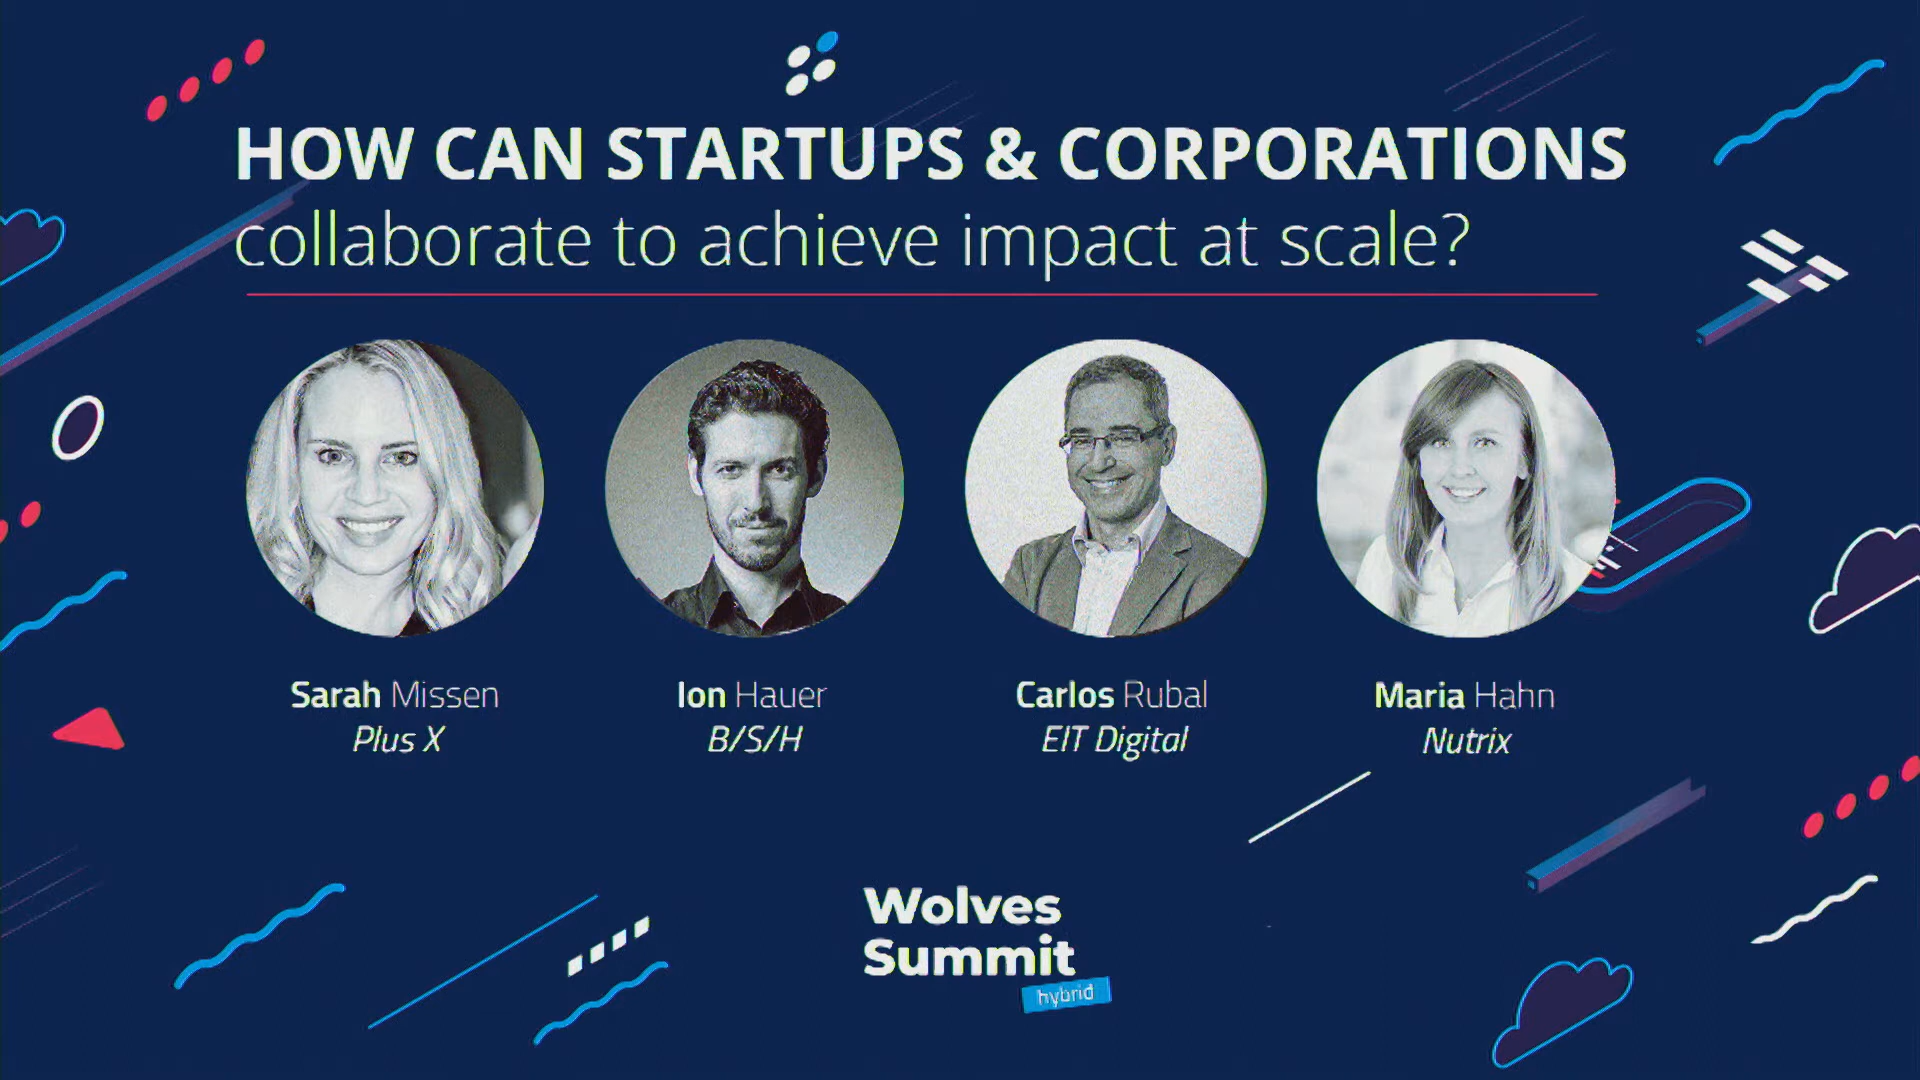 HOW CAN STARTUPS & CORPORATIONS
collaborate to achieve impact at scale?
Sarah Missen
Plus X
Ion Hauer
B/S/H
Carlos Rubal
EIT Digital
Maria Hahn
Nutrix
Wolves
Summit
hybrid